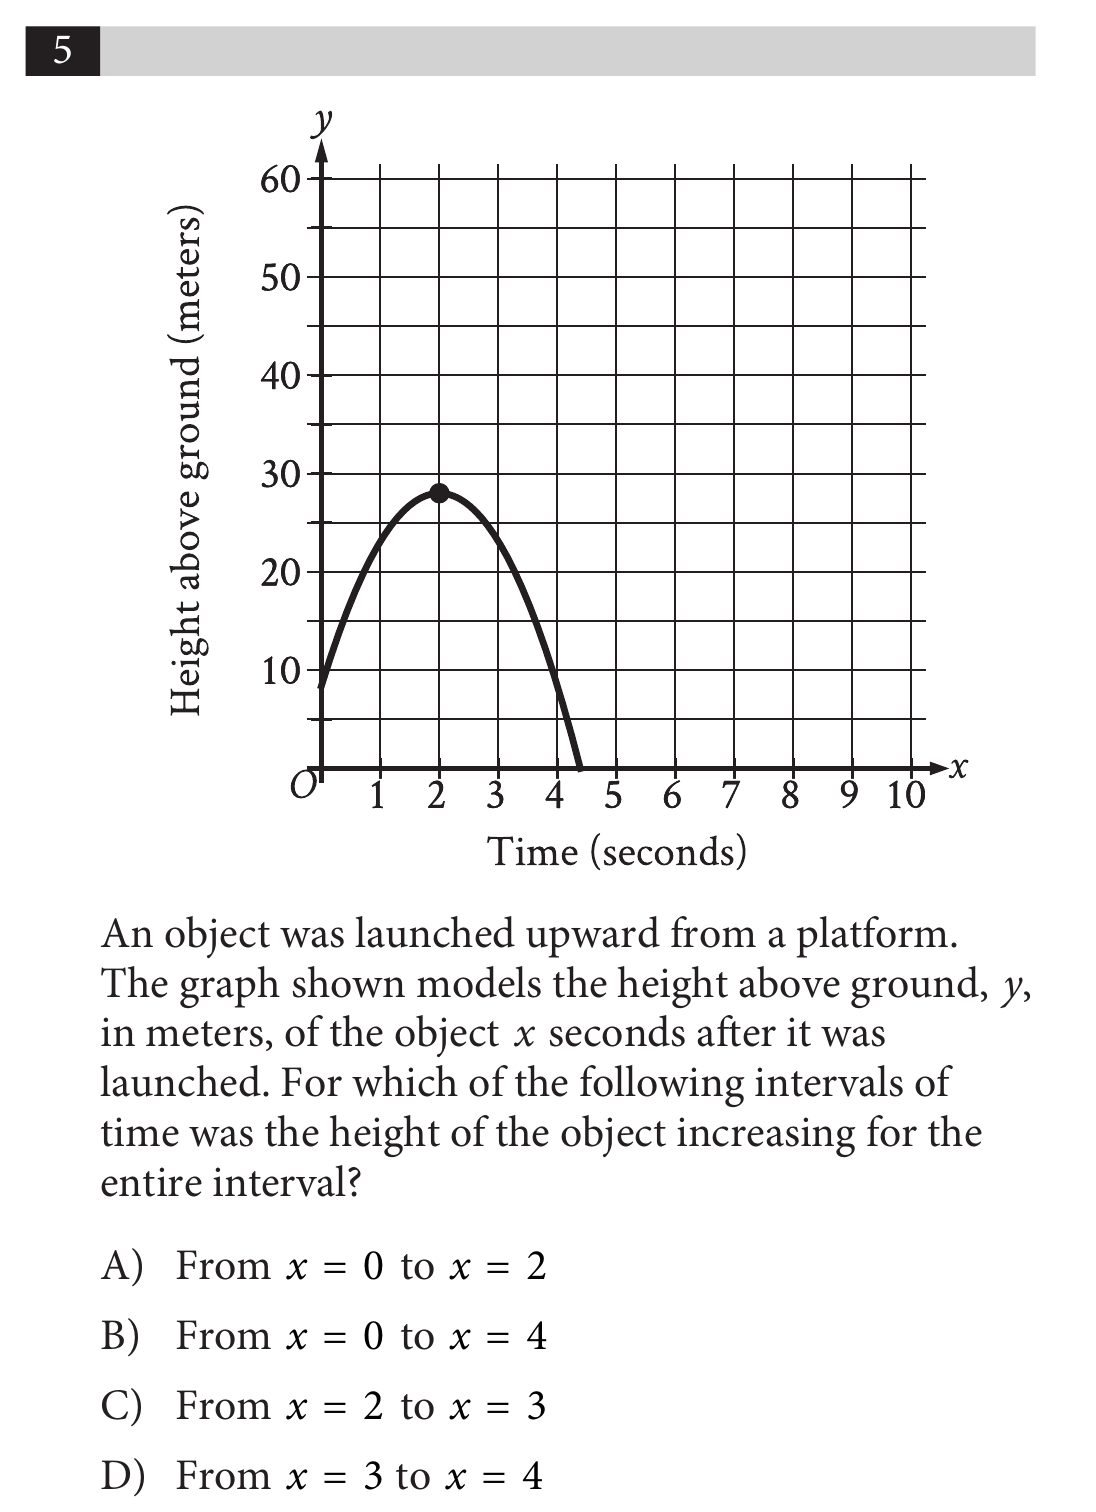 5
y
60
50
40
30
20
10
Height above ground (meters)
O
1 2 3 4 5 6 7 8 9 10
x
Time (seconds)
An object was launched upward from a platform.
The graph shown models the height above ground, y,
in meters, of the object x seconds after it was
launched. For which of the following intervals of
time was the height of the object increasing for the
entire interval?
A) From x = 0 to x = 2
B) From x = 0 to x = 4
C) From x = 2 to x = 3
D) From x = 3 to x = 4